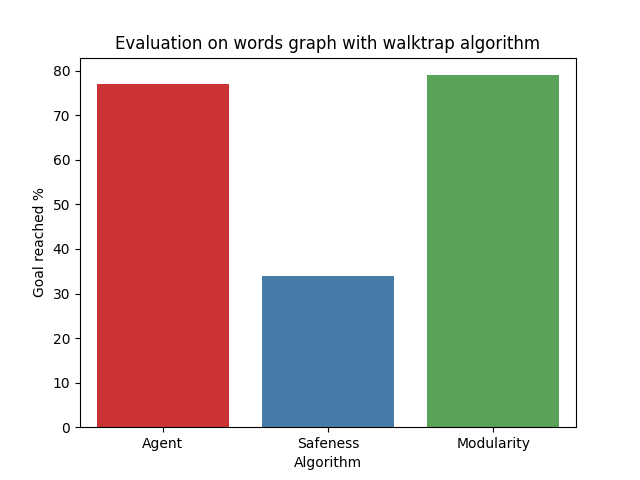 Evaluation on words graph with walktrap algorithm
80
70
60
50
40
30
20
10
0
Goal reached %
Agent Safeness Modularity
Algorithm